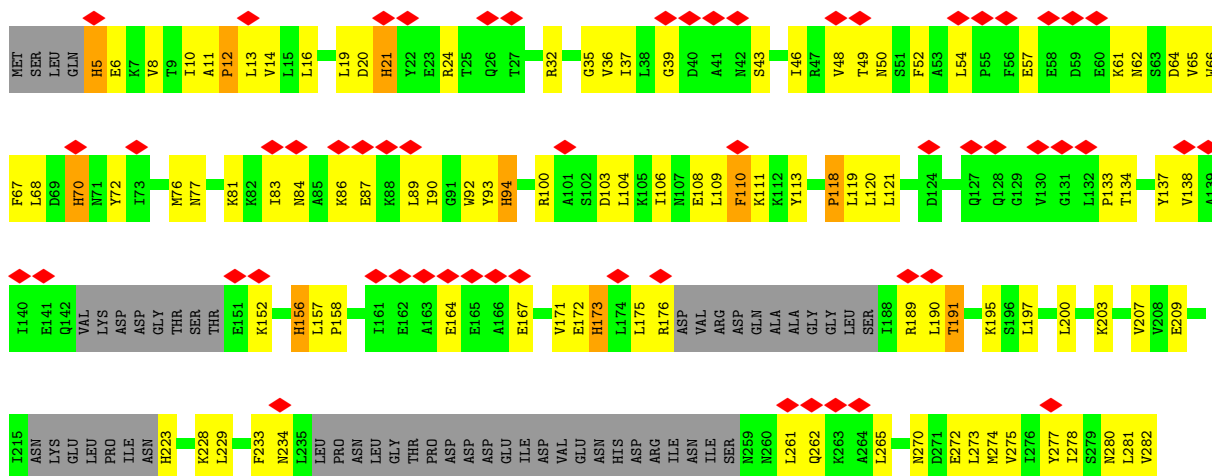 MET SER LEU GLN H5 E6 K7 V8 T9 I10 A11 P12 L13 V14 L15 L16 L19 D20 H21 Y22 E23 R24 T25 Q26 T27 R32 G35 V36 I37 L38 G39 D40 A41 N42 S43 I46 R47 V48 T49 N50 S51 F52 A53 L54 P55 F56 E57 E58 D59 E60 K61 N62 S63 D64 V65 W66
F67 L68 D69 H70 N71 Y72 I73 M76 N77 K81 K82 I83 N84 A85 K86 E87 K88 L89 I90 G91 W92 Y93 H94 R100 A101 S102 D103 L104 K105 I106 N107 E108 L109 F110 K111 K112 Y113 P118 L119 L120 L121 D124 Q127 Q128 G129 V130 G131 L132 P133 T134 Y137 V138 A139
I140 E141 Q142 VAL LYS ASP ASP GLY THR SER THR E151 K152 H156 L157 P158 I161 E162 A163 E164 E165 A166 E167 V171 E172 H173 L174 L175 R176 ASP VAL ARG ASP GLN ALA ALA GLY GLY LEU SER I188 R189 L190 T191 K195 S196 L197 L200 K203 V207 V208 E209
I215 ASN LYS GLU LEU PRO ILE ASN H223 K228 L229 F233 N234 L235 LEU PRO ASN LEU GLY THR PRO ASP ASP ASP GLU ILE ASP VAL GLU ASN HIS ASP ARG ILE ASN ILE SER N259 N260 L261 Q262 K263 A264 L265 N270 D271 E272 L273 M274 V275 I276 Y277 I278 S279 N280 L281 V282